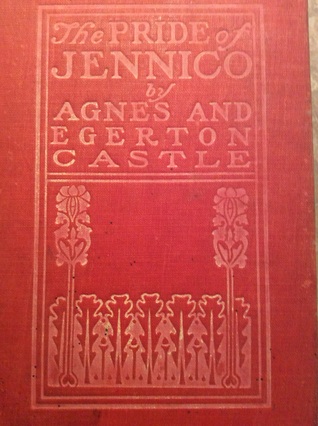 The PRIDE of
JENNICO
by
AGNES AND
EGERTON
CASTLE